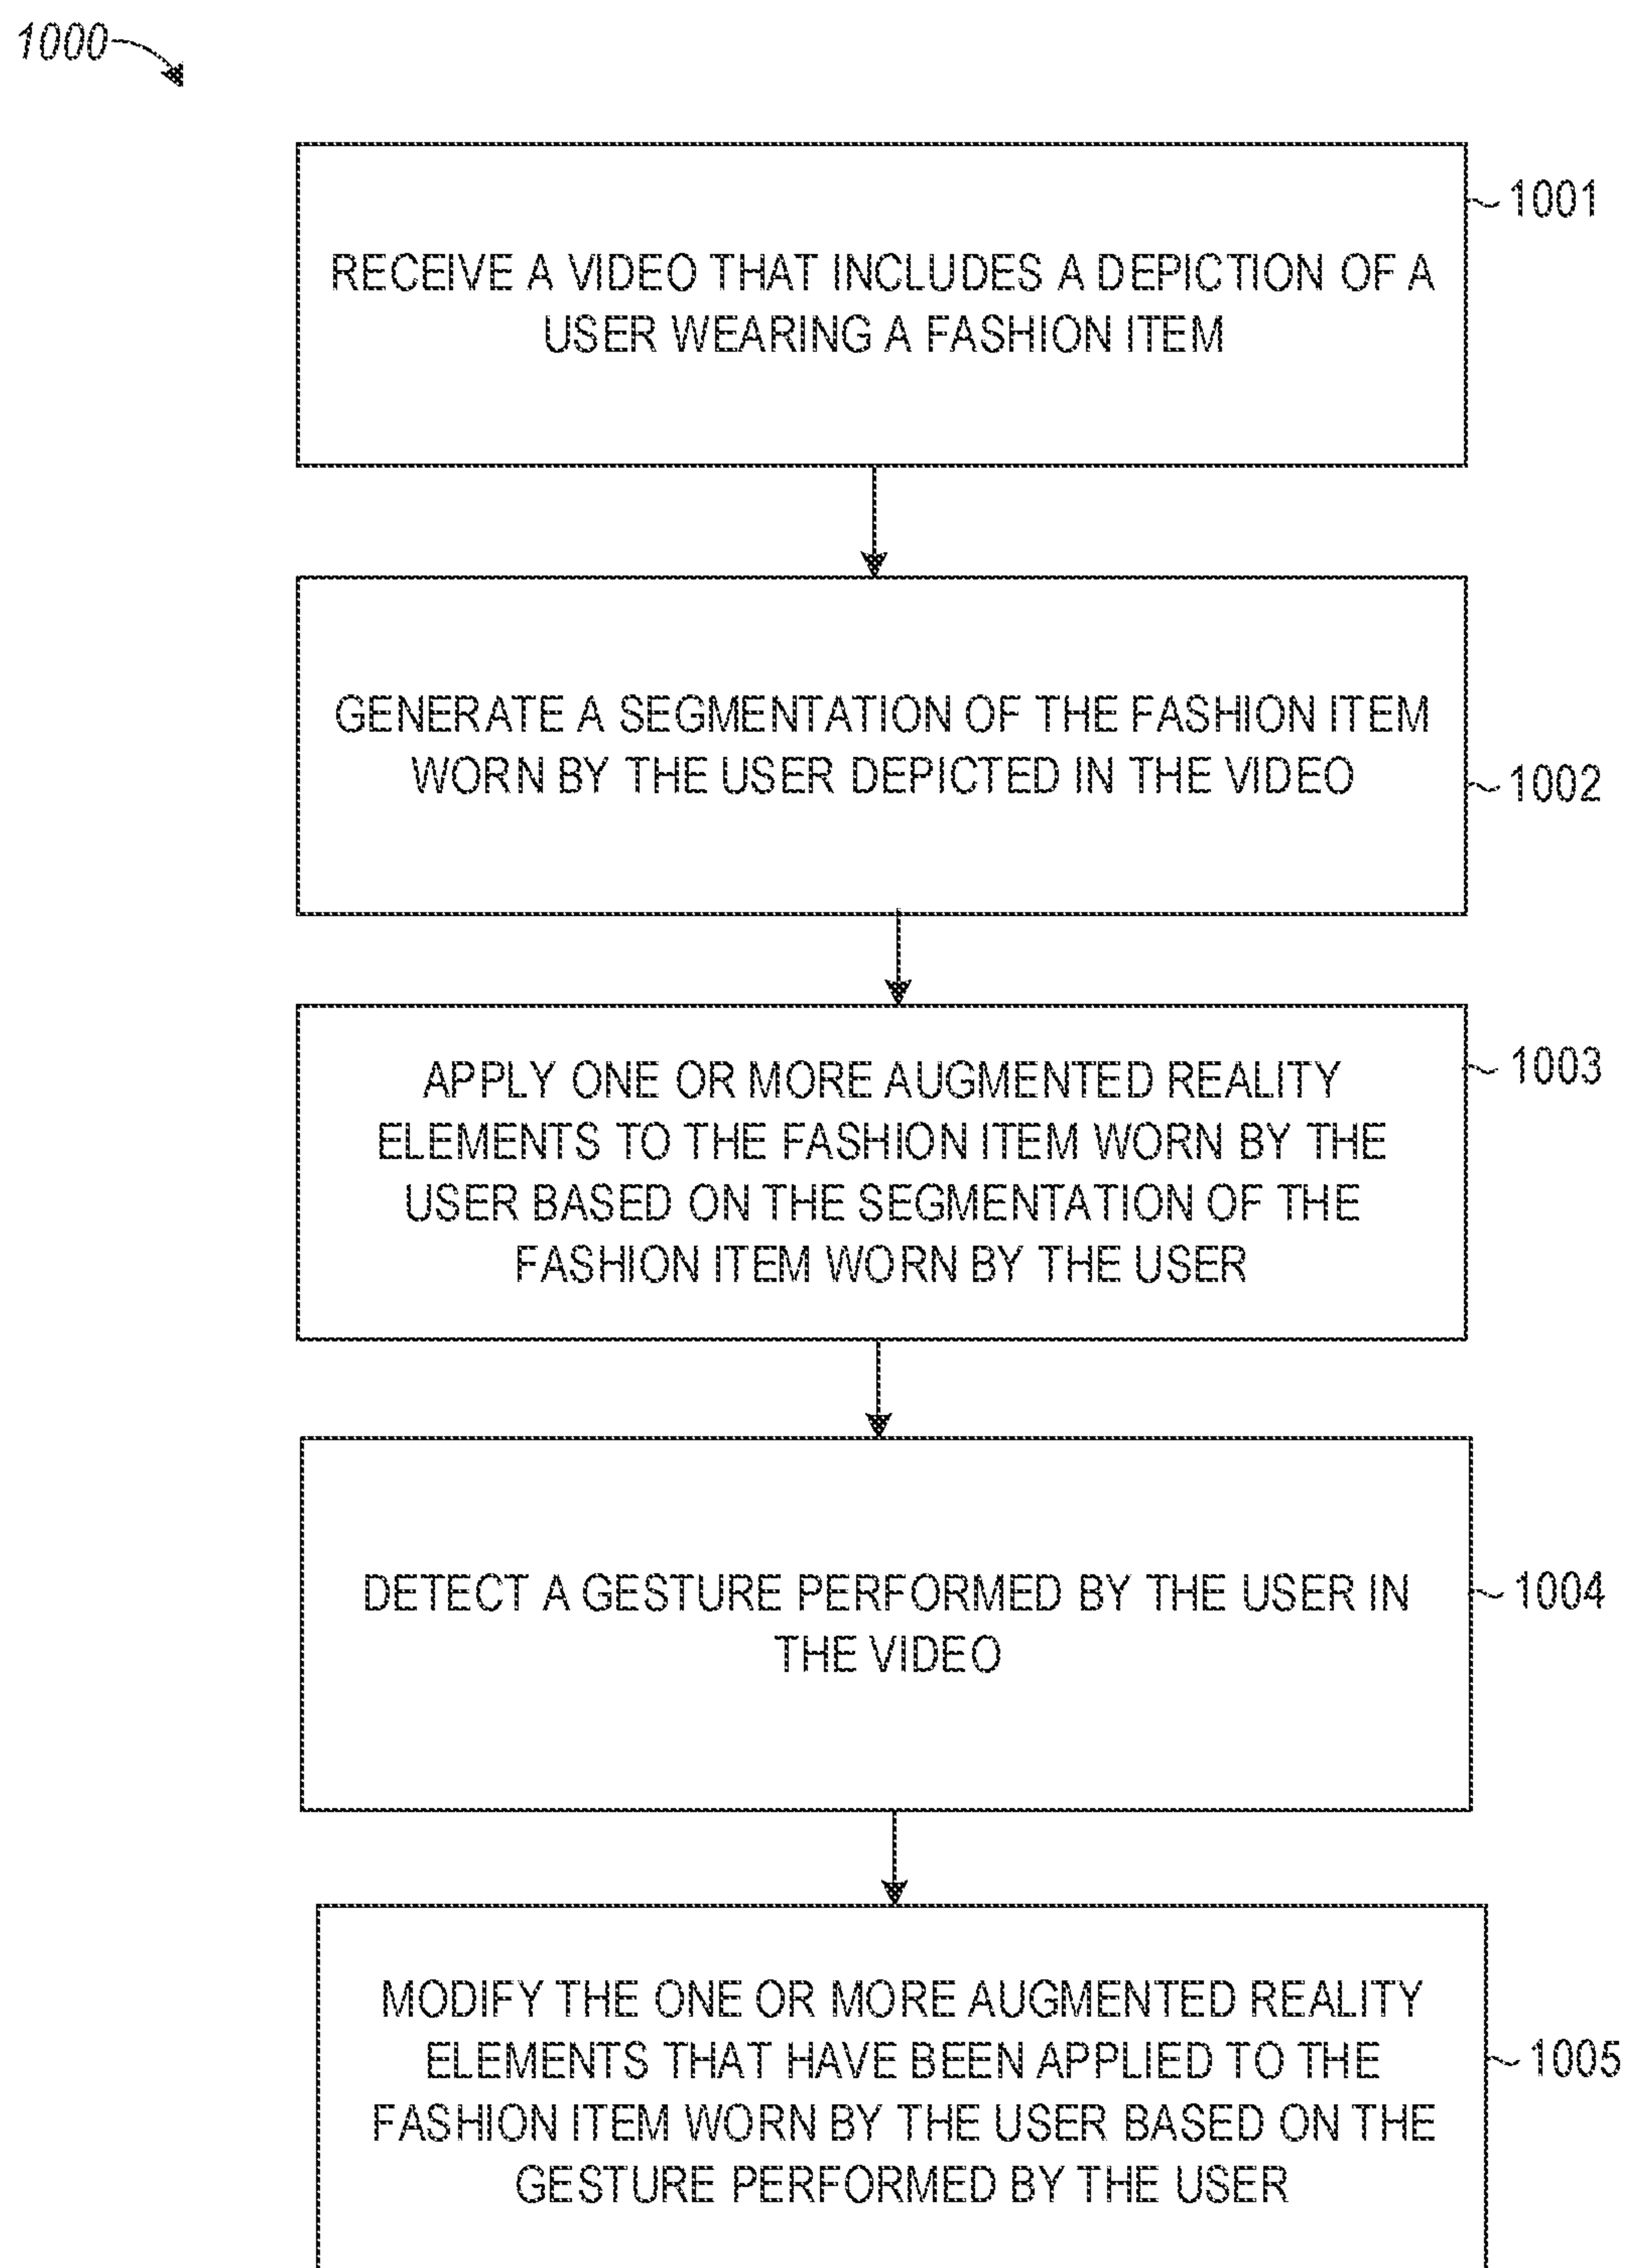 1000
1001
RECEIVE A VIDEO THAT INCLUDES A DEPICTION OF A
USER WEARING A FASHION ITEM
GENERATE A SEGMENTATION OF THE FASHION ITEM
WORN BY THE USER DEPICTED IN THE VIDEO
1002
APPLY ONE OR MORE AUGMENTED REALITY
1003
ELEMENTS TO THE FASHION ITEM WORN BY THE
USER BASED ON THE SEGMENTATION OF THE
FASHION ITEM WORN BY THE USER
DETECT A GESTURE PERFORMED BY THE USER IN
1004
THE VIDEO
MODIFY THE ONE OR MORE AUGMENTED REALITY
ELEMENTS THAT HAVE BEEN APPLIED TO THE
1005
FASHION ITEM WORN BY THE USER BASED ON THE
GESTURE PERFORMED BY THE USER